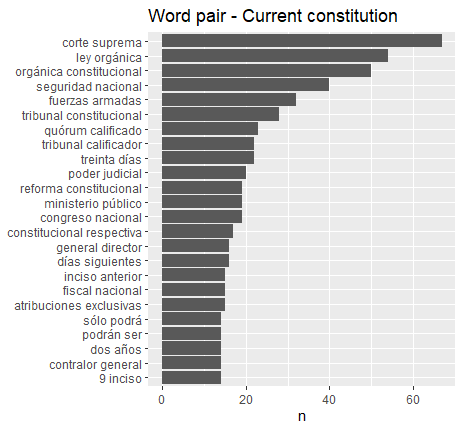 Word pair - Current constitution
corte suprema
ley orgánica
orgánica constitucional
seguridad nacional
fuerzas armadas
tribunal constitucional
quórum calificado
tribunal calificador
treinta días
poder judicial
reforma constitucional
ministerio público
congreso nacional
constitucional respectiva
general director
días siguientes
inciso anterior
fiscal nacional
atribuciones exclusivas
sólo podrá
podrán ser
dos años
contralor general
9 inciso
0 20 40 60
n